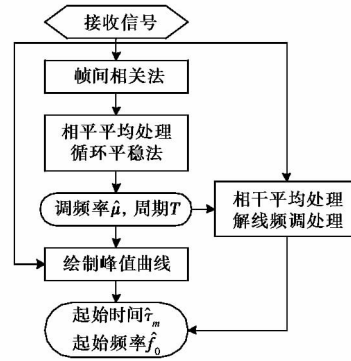 接收信号
帧间相关法
相平平均处理
循环平稳法
调频率μ̂, 周期T
相干平均处理
解线频调处理
绘制峰值曲线
起始时间τ̂ₘ
起始频率f̂₀